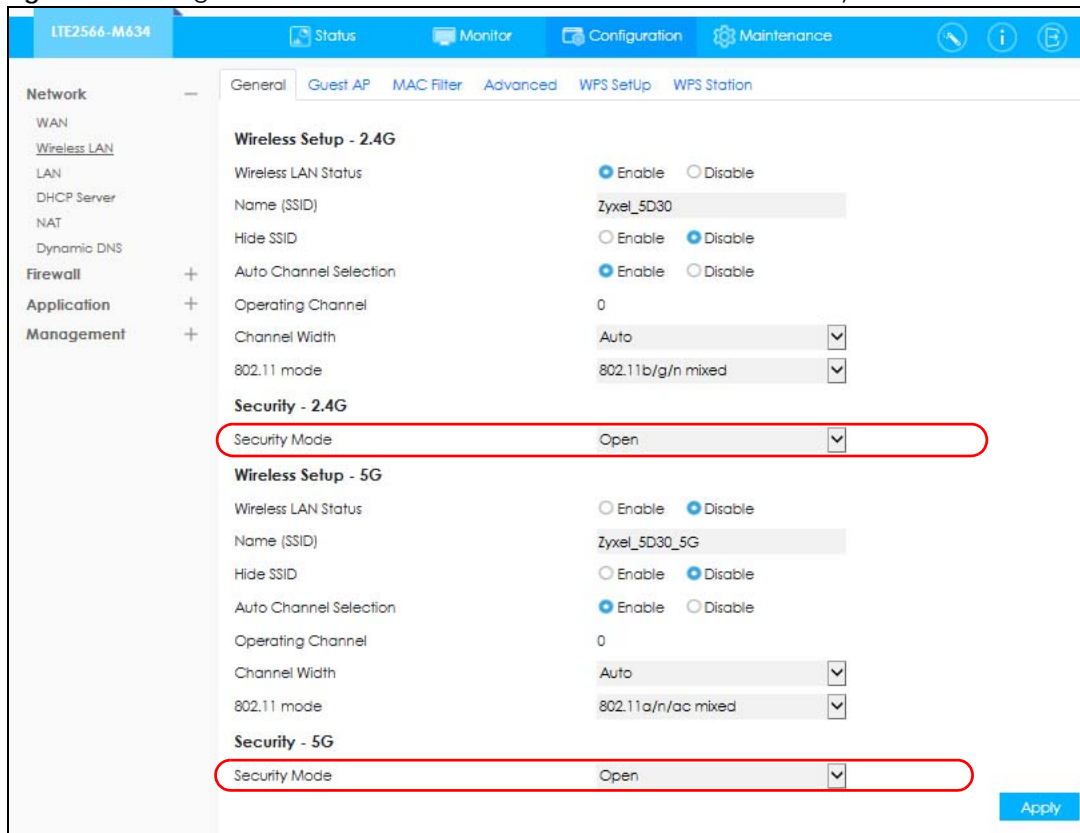 LTE2566-M634 Status Monitor Configuration Maintenance
Network General Guest AP MAC Filter Advanced WPS SetUp WPS Station
WAN
Wireless LAN
LAN
DHCP Server
NAT
Dynamic DNS
Firewall
Application
Management
Wireless Setup - 2.4G
Wireless LAN Status Enable Disable
Name (SSID) Zyxel_5D30
Hide SSID Enable Disable
Auto Channel Selection Enable Disable
Operating Channel 0
Channel Width Auto
802.11 mode 802.11b/g/n mixed
Security - 2.4G
Security Mode Open
Wireless Setup - 5G
Wireless LAN Status Enable Disable
Name (SSID) Zyxel_5D30_5G
Hide SSID Enable Disable
Auto Channel Selection Enable Disable
Operating Channel 0
Channel Width Auto
802.11 mode 802.11a/n/ac mixed
Security - 5G
Security Mode Open
Apply